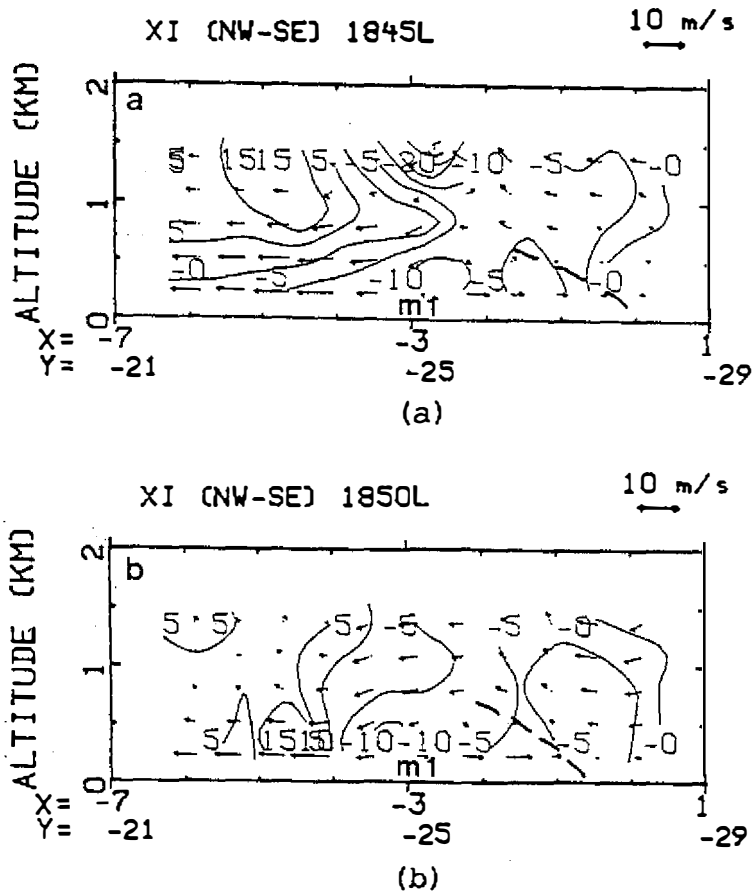 XI (NW-SE) 1845L
10 m/s
ALTITUDE (KM)
2
a
5 15 15 5 -5 -20 -10 -5 -0
1
5
-0 -5 -10 -5 -0
m1
0
X= -7 -3 1
Y= -21 -25 -29
(a)
XI (NW-SE) 1850L
10 m/s
ALTITUDE (KM)
2
b
5 5 5 -5 -5 -0
1
5 15 -10 -10 -5 -5 -0
m1
0
X= -7 -3 1
Y= -21 -25 -29
(b)